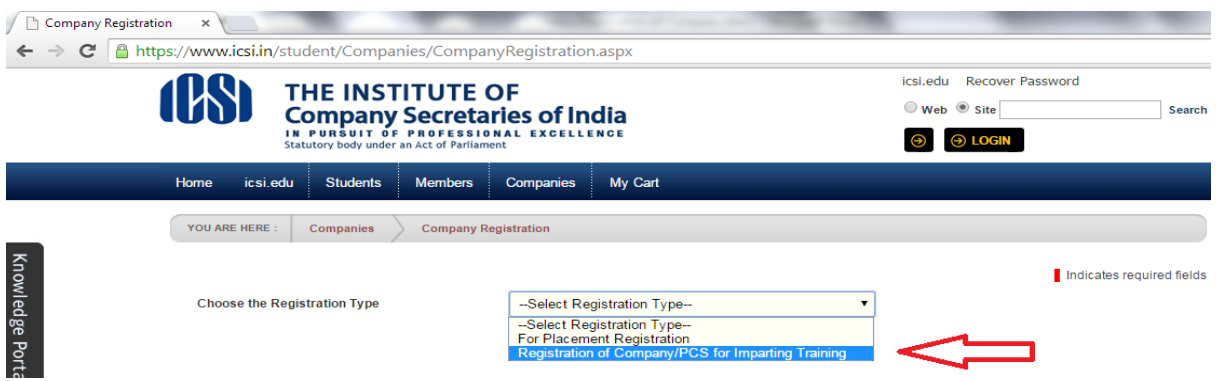 Company Registration ×
https://www.icsi.in/student/Companies/CompanyRegistration.aspx
ICSI
THE INSTITUTE OF
Company Secretaries of India
IN PURSUIT OF PROFESSIONAL EXCELLENCE
Statutory body under an Act of Parliament
icsi.edu Recover Password
Web Site Search
LOGIN
Home icsi.edu Students Members Companies My Cart
YOU ARE HERE : Companies Company Registration
Knowledge Porta
Indicates required fields
Choose the Registration Type --Select Registration Type--
--Select Registration Type--
For Placement Registration
Registration of Company/PCS for Imparting Training